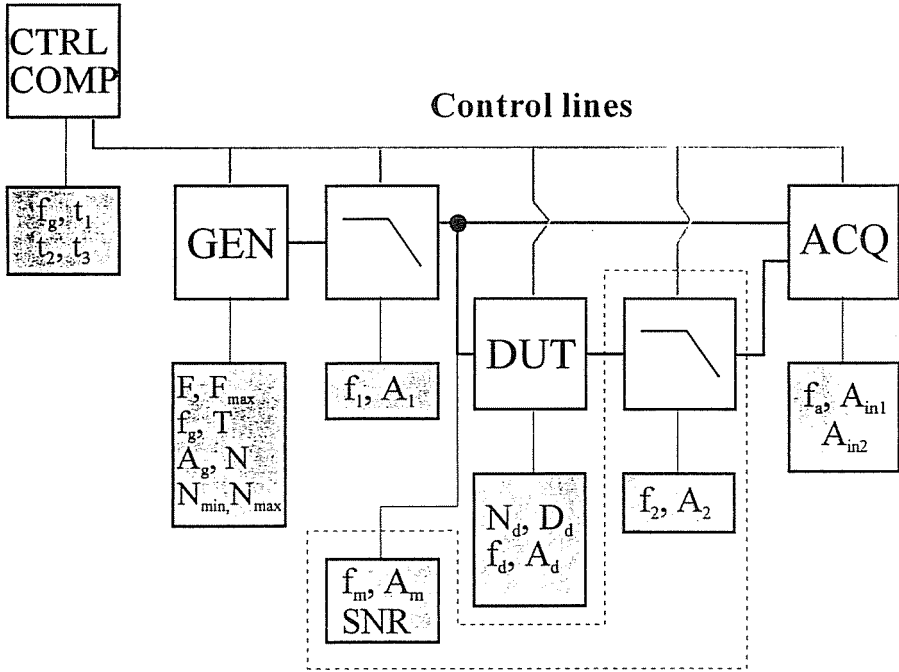 CTRL
COMP
Control lines
f_g, t_1
t_2, t_3
GEN
ACQ
DUT
F, F_max
f_g, T
A_g, N
N_min, N_max
f_1, A_1
f_a, A_in1
A_in2
N_d, D_d
f_d, A_d
f_2, A_2
f_m, A_m
SNR